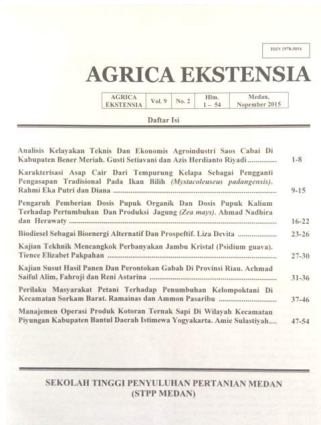 ISSN 1978-5054
AGRICA EKSTENSIA
AGRICA EKSTENSIA
Vol. 9
No. 2
Hlm. 1 – 54
Medan, Nopember 2015
Daftar Isi
Analisis Kelayakan Teknis Dan Ekonomis Agroindustri Saos Cabai Di
Kabupaten Bener Meriah. Gusti Setiavani dan Azis Herdianto Riyadi............... 1-8
Karakterisasi Asap Cair Dari Tempurung Kelapa Sebagai Pengganti
Pengasapan Tradisional Pada Ikan Bilih (Mystacoleuseus padangensis).
Rahmi Eka Putri dan Diana ............... 9-15
Pengaruh Pemberian Dosis Pupuk Organik Dan Dosis Pupuk Kalium
Terhadap Pertumbuhan Dan Produksi Jagung (Zea mays). Ahmad Nadhira
dan Herawaty ............... 16-22
Biodiesel Sebagai Bioenergi Alternatif Dan Prospeftif. Liza Devita ............... 23-26
Kajian Tekhnik Mencangkok Perbanyakan Jambu Kristal (Psidium guava).
Tience Elizabet Pakpahan ............... 27-30
Kajian Susut Hasil Panen Dan Perontokan Gabah Di Provinsi Riau. Achmad
Saiful Alim, Fahroji dan Reni Astarina ............... 31-36
Perilaku Masyarakat Petani Terhadap Penumbuhan Kelompoktani Di
Kecamatan Sorkam Barat. Ramainas dan Ammon Pasaribu ............... 37-46
Manajemen Operasi Produk Kotoran Ternak Sapi Di Wilayah Kecamatan
Piyungan Kabupaten Bantul Daerah Istimewa Yogyakarta. Amie Sulastiyah.... 47-54
SEKOLAH TINGGI PENYULUHAN PERTANIAN MEDAN
(STPP MEDAN)